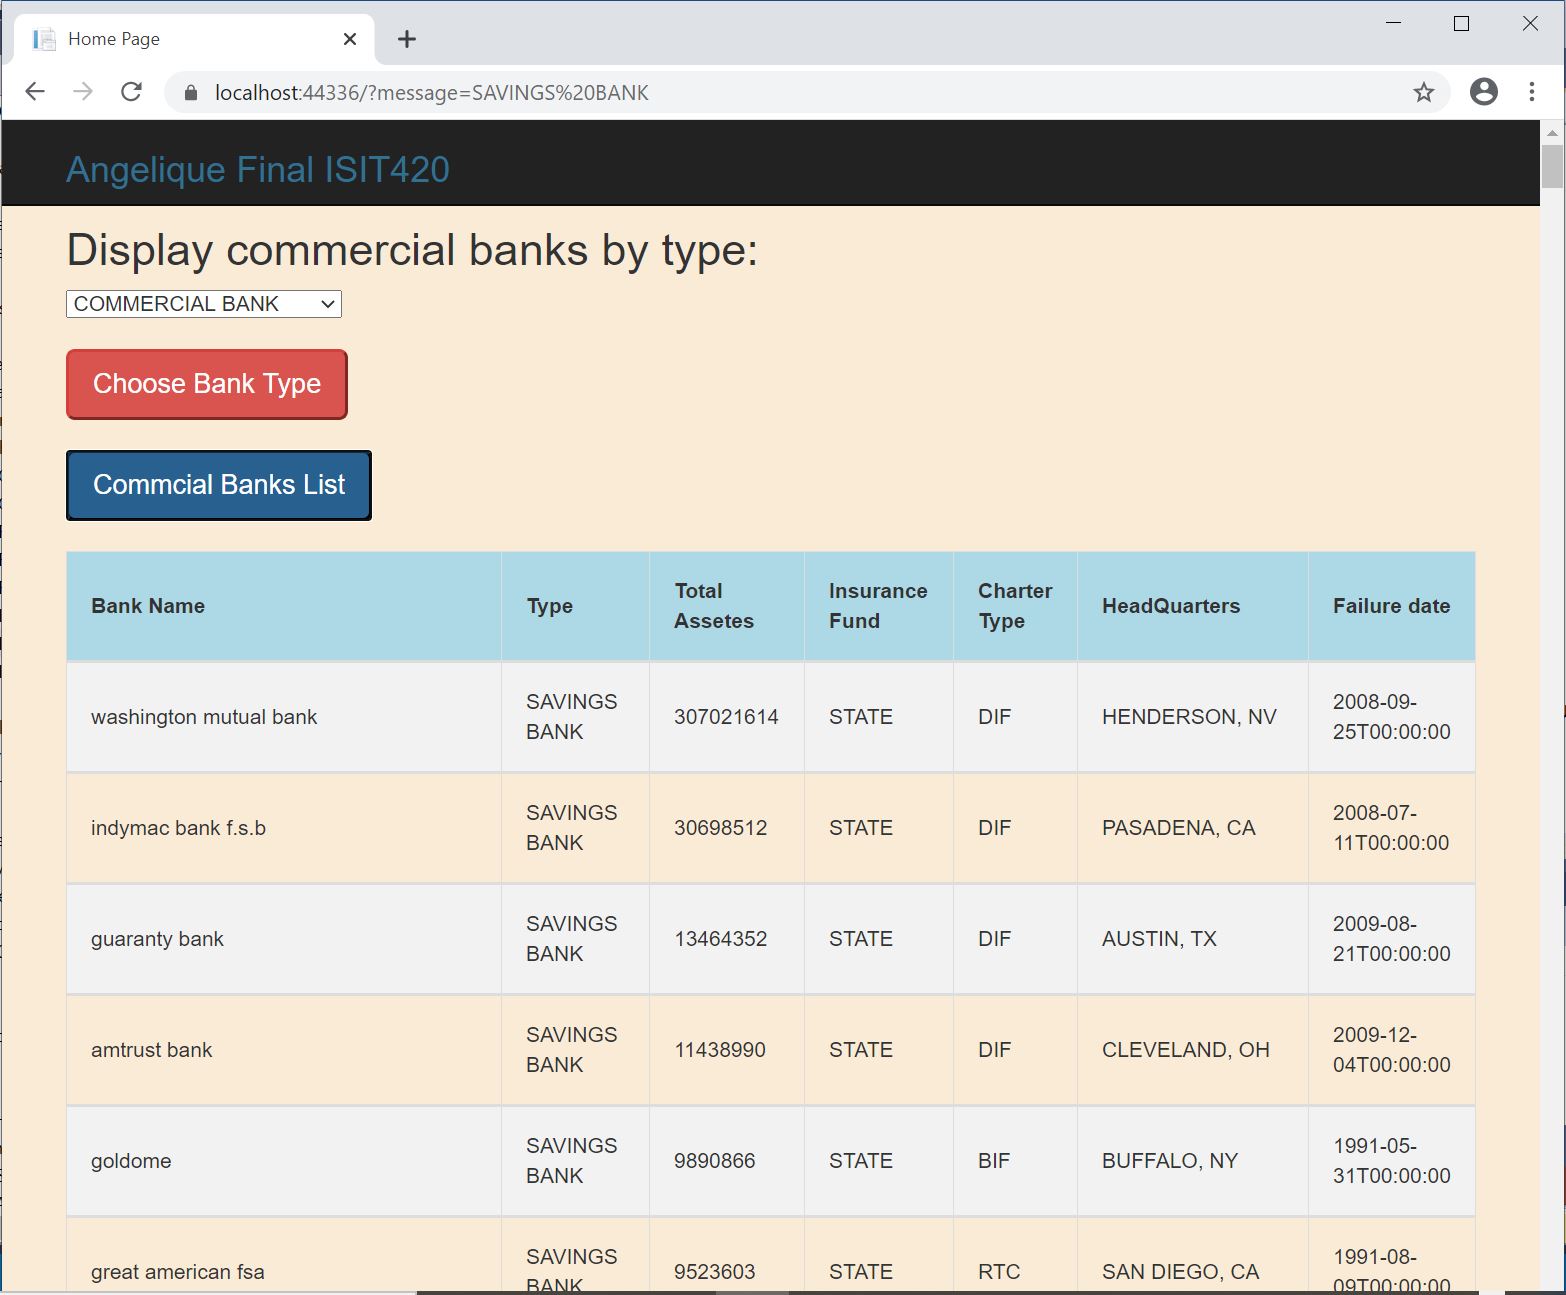 Home Page
localhost:44336/?message=SAVINGS%20BANK
Angelique Final ISIT420
Display commercial banks by type:
COMMERCIAL BANK
Choose Bank Type
Commcial Banks List
Bank Name Type Total Assetes Insurance Fund Charter Type HeadQuarters Failure date
washington mutual bank SAVINGS BANK 307021614 STATE DIF HENDERSON, NV 2008-09-25T00:00:00
indymac bank f.s.b SAVINGS BANK 30698512 STATE DIF PASADENA, CA 2008-07-11T00:00:00
guaranty bank SAVINGS BANK 13464352 STATE DIF AUSTIN, TX 2009-08-21T00:00:00
amtrust bank SAVINGS BANK 11438990 STATE DIF CLEVELAND, OH 2009-12-04T00:00:00
goldome SAVINGS BANK 9890866 STATE BIF BUFFALO, NY 1991-05-31T00:00:00
great american fsa SAVINGS BANK 9523603 STATE RTC SAN DIEGO, CA 1991-08-09T00:00:00